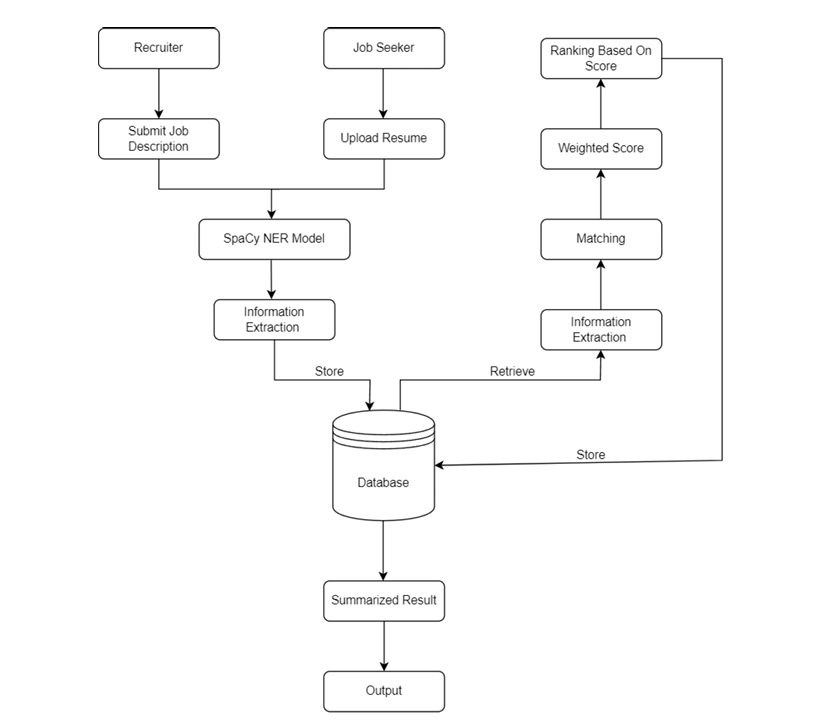 Recruiter
Job Seeker
Ranking Based On
Score
Submit Job
Description
Upload Resume
Weighted Score
SpaCy NER Model
Matching
Information
Extraction
Information
Extraction
Store
Retrieve
Store
Database
Summarized Result
Output